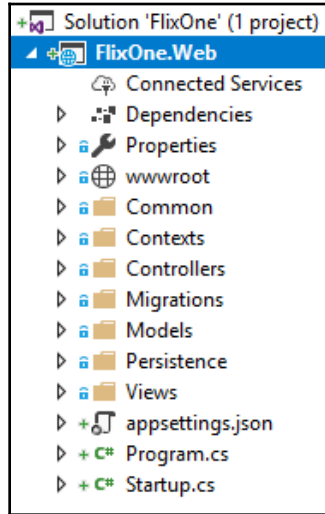 Solution 'FlixOne' (1 project)
FlixOne.Web
Connected Services
Dependencies
Properties
wwwroot
Common
Contexts
Controllers
Migrations
Models
Persistence
Views
appsettings.json
C# Program.cs
C# Startup.cs